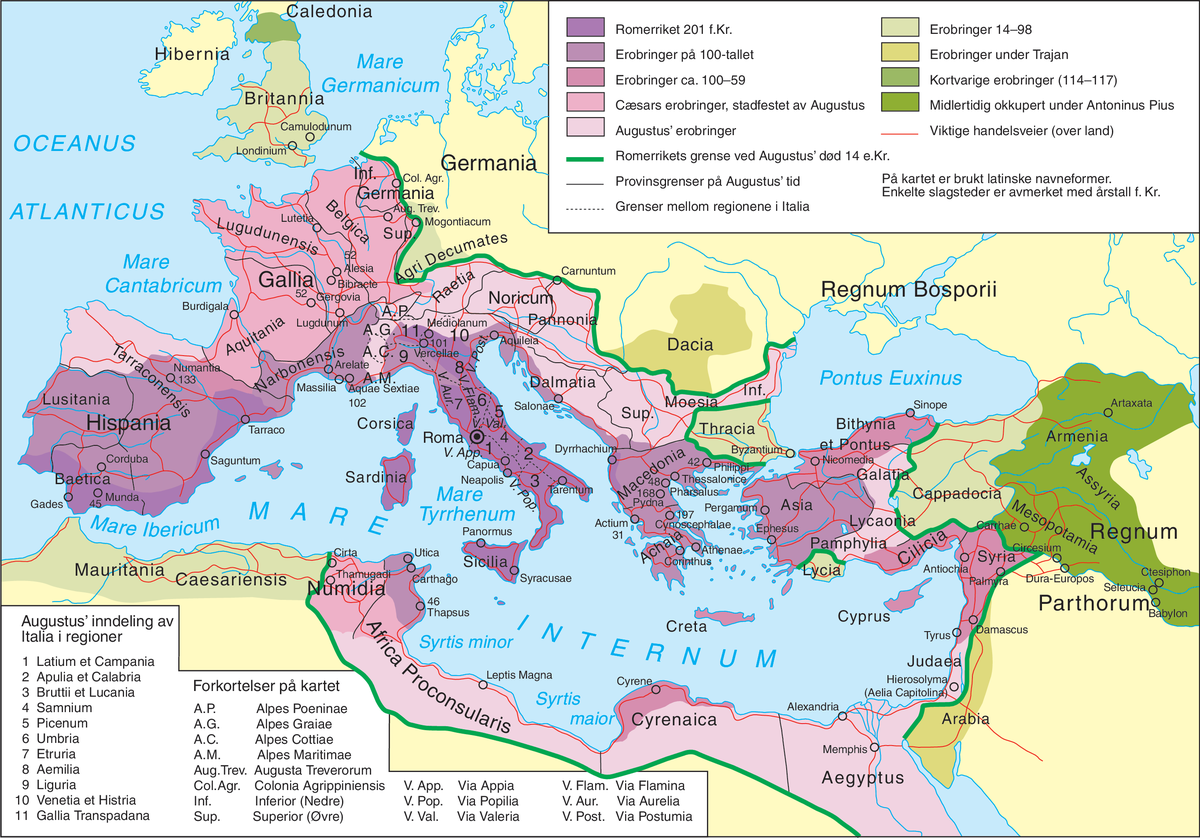 Caledonia
Hibernia
Mare
Germanicum
Britannia
Camulodunum
Londinium
OCEANUS
ATLANTICUS
Germania
Inf.
Col. Agr.
Germania
Aug. Trev.
Mogontiacum
Sup.
Belgica
Lutetia
Lugudunensis
Agri Decumates
Mare
Cantabricum
52
Alesia
Gallia
Bibracte
52
Gergovia
Burdigala
Lugdunum
Aquitania
Narbonensis
Raetia
Noricum
Carnuntum
Pannonia
A.P.
A.G.
A.C.
A.M.
11
Mediolanum
10
101
Vercellae
9
Aquileia
V. Post.
8
V. Aur.
V. Flam.
7
6
5
V. Val.
4
Roma
1
V. App.
2
3
Capua
Neapolis
V. Pop.
Tarentum
Arelate
Massilia
Aquae Sextiae
102
Tarraconensis
Numantia
133
Lusitania
Hispania
Tarraco
Corduba
Saguntum
Baetica
Gades
45
Munda
Mare Ibericum
Corsica
Sardinia
Mare
Tyrrhenum
MARE
INTERNUM
Panormus
Sicilia
Syracusae
Dalmatia
Salonae
Sup.
Moesia
Inf.
Dacia
Regnum Bosporii
Pontus Euxinus
Thracia
Byzantium
Dyrrhachium
Macedonia
42
Philippi
Thessalonice
48
Pharsalus
168
Pydna
197
Cynoscephalae
Actium
31
Achaia
Athenae
Corinthus
Creta
Sinope
Bithynia
et Pontus
Nicomedia
Galatia
Pergamum
Asia
Ephesus
Lycaonia
Pamphylia
Lycia
Cilicia
Cappadocia
Artaxata
Armenia
Assyria
Mesopotamia
Carrhae
Regnum
Parthorum
Circesium
Syria
Antiochia
Palmyra
Dura-Europos
Ctesiphon
Seleucia
Babylon
Cyprus
Tyrus
Damascus
Judaea
Hierosolyma
(Aelia Capitolina)
Arabia
Alexandria
Memphis
Aegyptus
Mauritania
Caesariensis
Cirta
Utica
Thamugadi
Carthago
Numidia
46
Thapsus
Syrtis minor
Africa Proconsularis
Leptis Magna
Syrtis
maior
Cyrene
Cyrenaica
Romerriket 201 f.Kr.
Erobringer på 100-tallet
Erobringer ca. 100–59
Cæsars erobringer, stadfestet av Augustus
Augustus’ erobringer
Romerrikets grense ved Augustus’ død 14 e.Kr.
Provinsgrenser på Augustus’ tid
Grenser mellom regionene i Italia
Erobringer 14–98
Erobringer under Trajan
Kortvarige erobringer (114–117)
Midlertidig okkupert under Antoninus Pius
Viktige handelsveier (over land)
På kartet er brukt latinske navneformer.
Enkelte slagsteder er avmerket med årstall f. Kr.
Augustus’ inndeling av
Italia i regioner
1 Latium et Campania
2 Apulia et Calabria
3 Bruttii et Lucania
4 Samnium
5 Picenum
6 Umbria
7 Etruria
8 Aemilia
9 Liguria
10 Venetia et Histria
11 Gallia Transpadana
Forkortelser på kartet
A.P. Alpes Poeninae
A.G. Alpes Graiae
A.C. Alpes Cottiae
A.M. Alpes Maritimae
Aug.Trev. Augusta Treverorum
Col.Agr. Colonia Agrippiniensis
Inf. Inferior (Nedre)
Sup. Superior (Øvre)
V. App. Via Appia
V. Pop. Via Popilia
V. Val. Via Valeria
V. Flam. Via Flamina
V. Aur. Via Aurelia
V. Post. Via Postumia